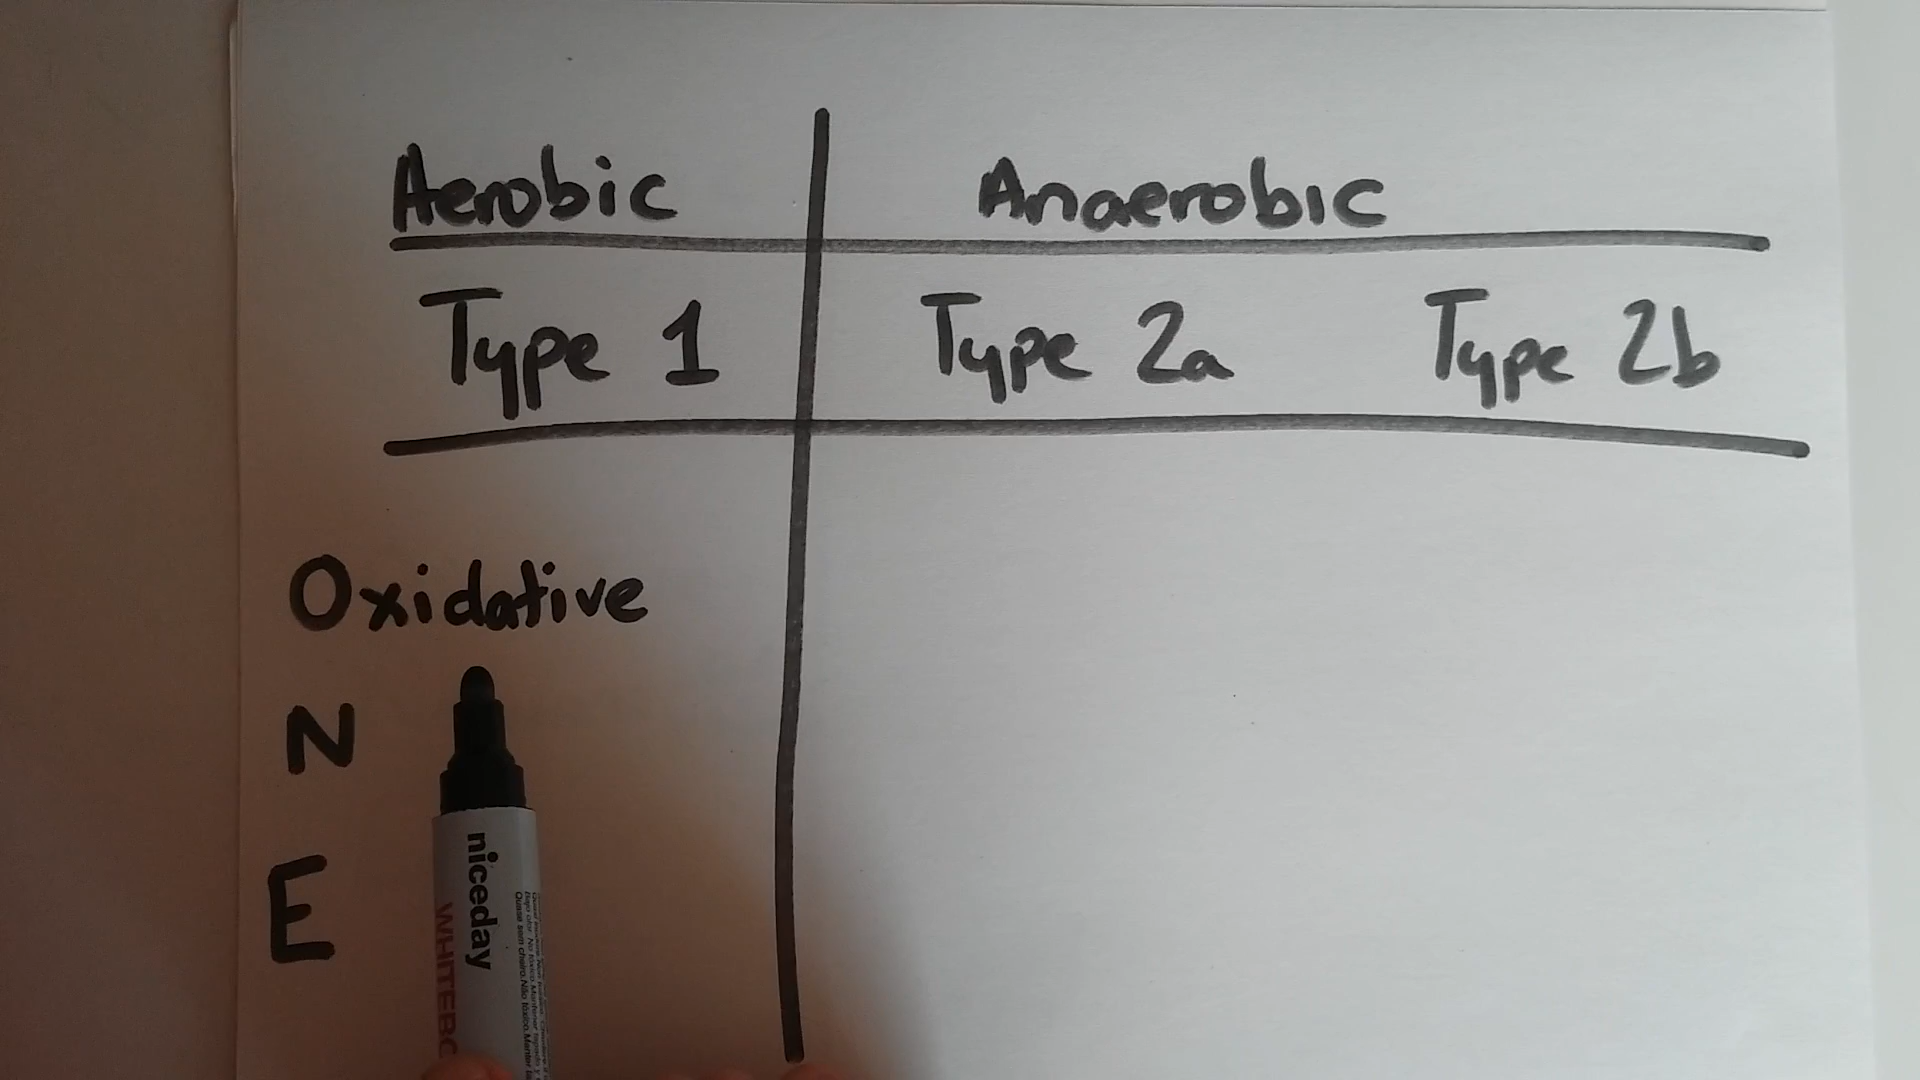 Aerobic Anaerobic
Type 1 Type 2a Type 2b
Oxidative
N
E
niceday
WHITEBO